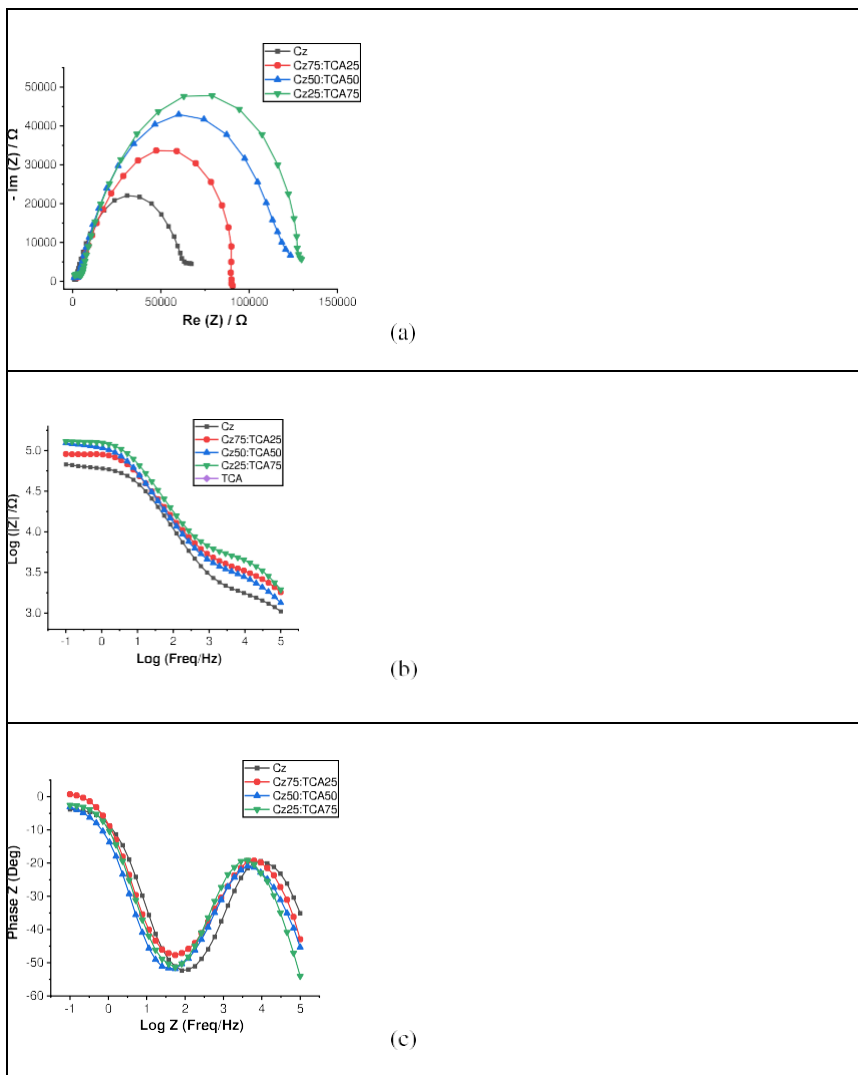 Cz
Cz75:TCA25
Cz50:TCA50
Cz25:TCA75
50000
40000
30000
20000
10000
0
- Im (Z) / Ω
0 50000 100000 150000
Re (Z) / Ω
(a)
Cz
Cz75:TCA25
Cz50:TCA50
Cz25:TCA75
TCA
5.0
4.5
4.0
3.5
3.0
Log (|Z| /Ω)
-1 0 1 2 3 4 5
Log (Freq/Hz)
(b)
Cz
Cz75:TCA25
Cz50:TCA50
Cz25:TCA75
0
-10
-20
-30
-40
-50
-60
Phase Z (Deg)
-1 0 1 2 3 4 5
Log Z (Freq/Hz)
(c)